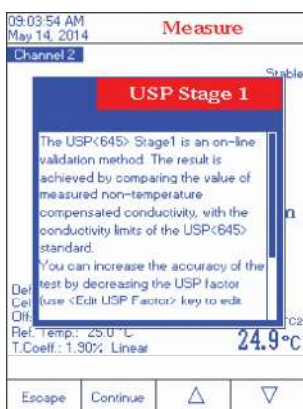 09:03:54 AM
May 14, 2014
Measure
Channel 2
Stable
USP Stage 1
The USP<645> Stage1 is an on-line
validation method. The result is
achieved by comparing the value of
measured non-temperature
compensated conductivity, with the
conductivity limits of the USP<645>
standard.
You can increase the accuracy of the
test by decreasing the USP factor
(use <Edit USP Factor> key to edit
n
Def
Cel
Off
Ref. Temp.: 25.0 °C
T.Coeff.: 1.90% Linear
24.9°C
Escape Continue